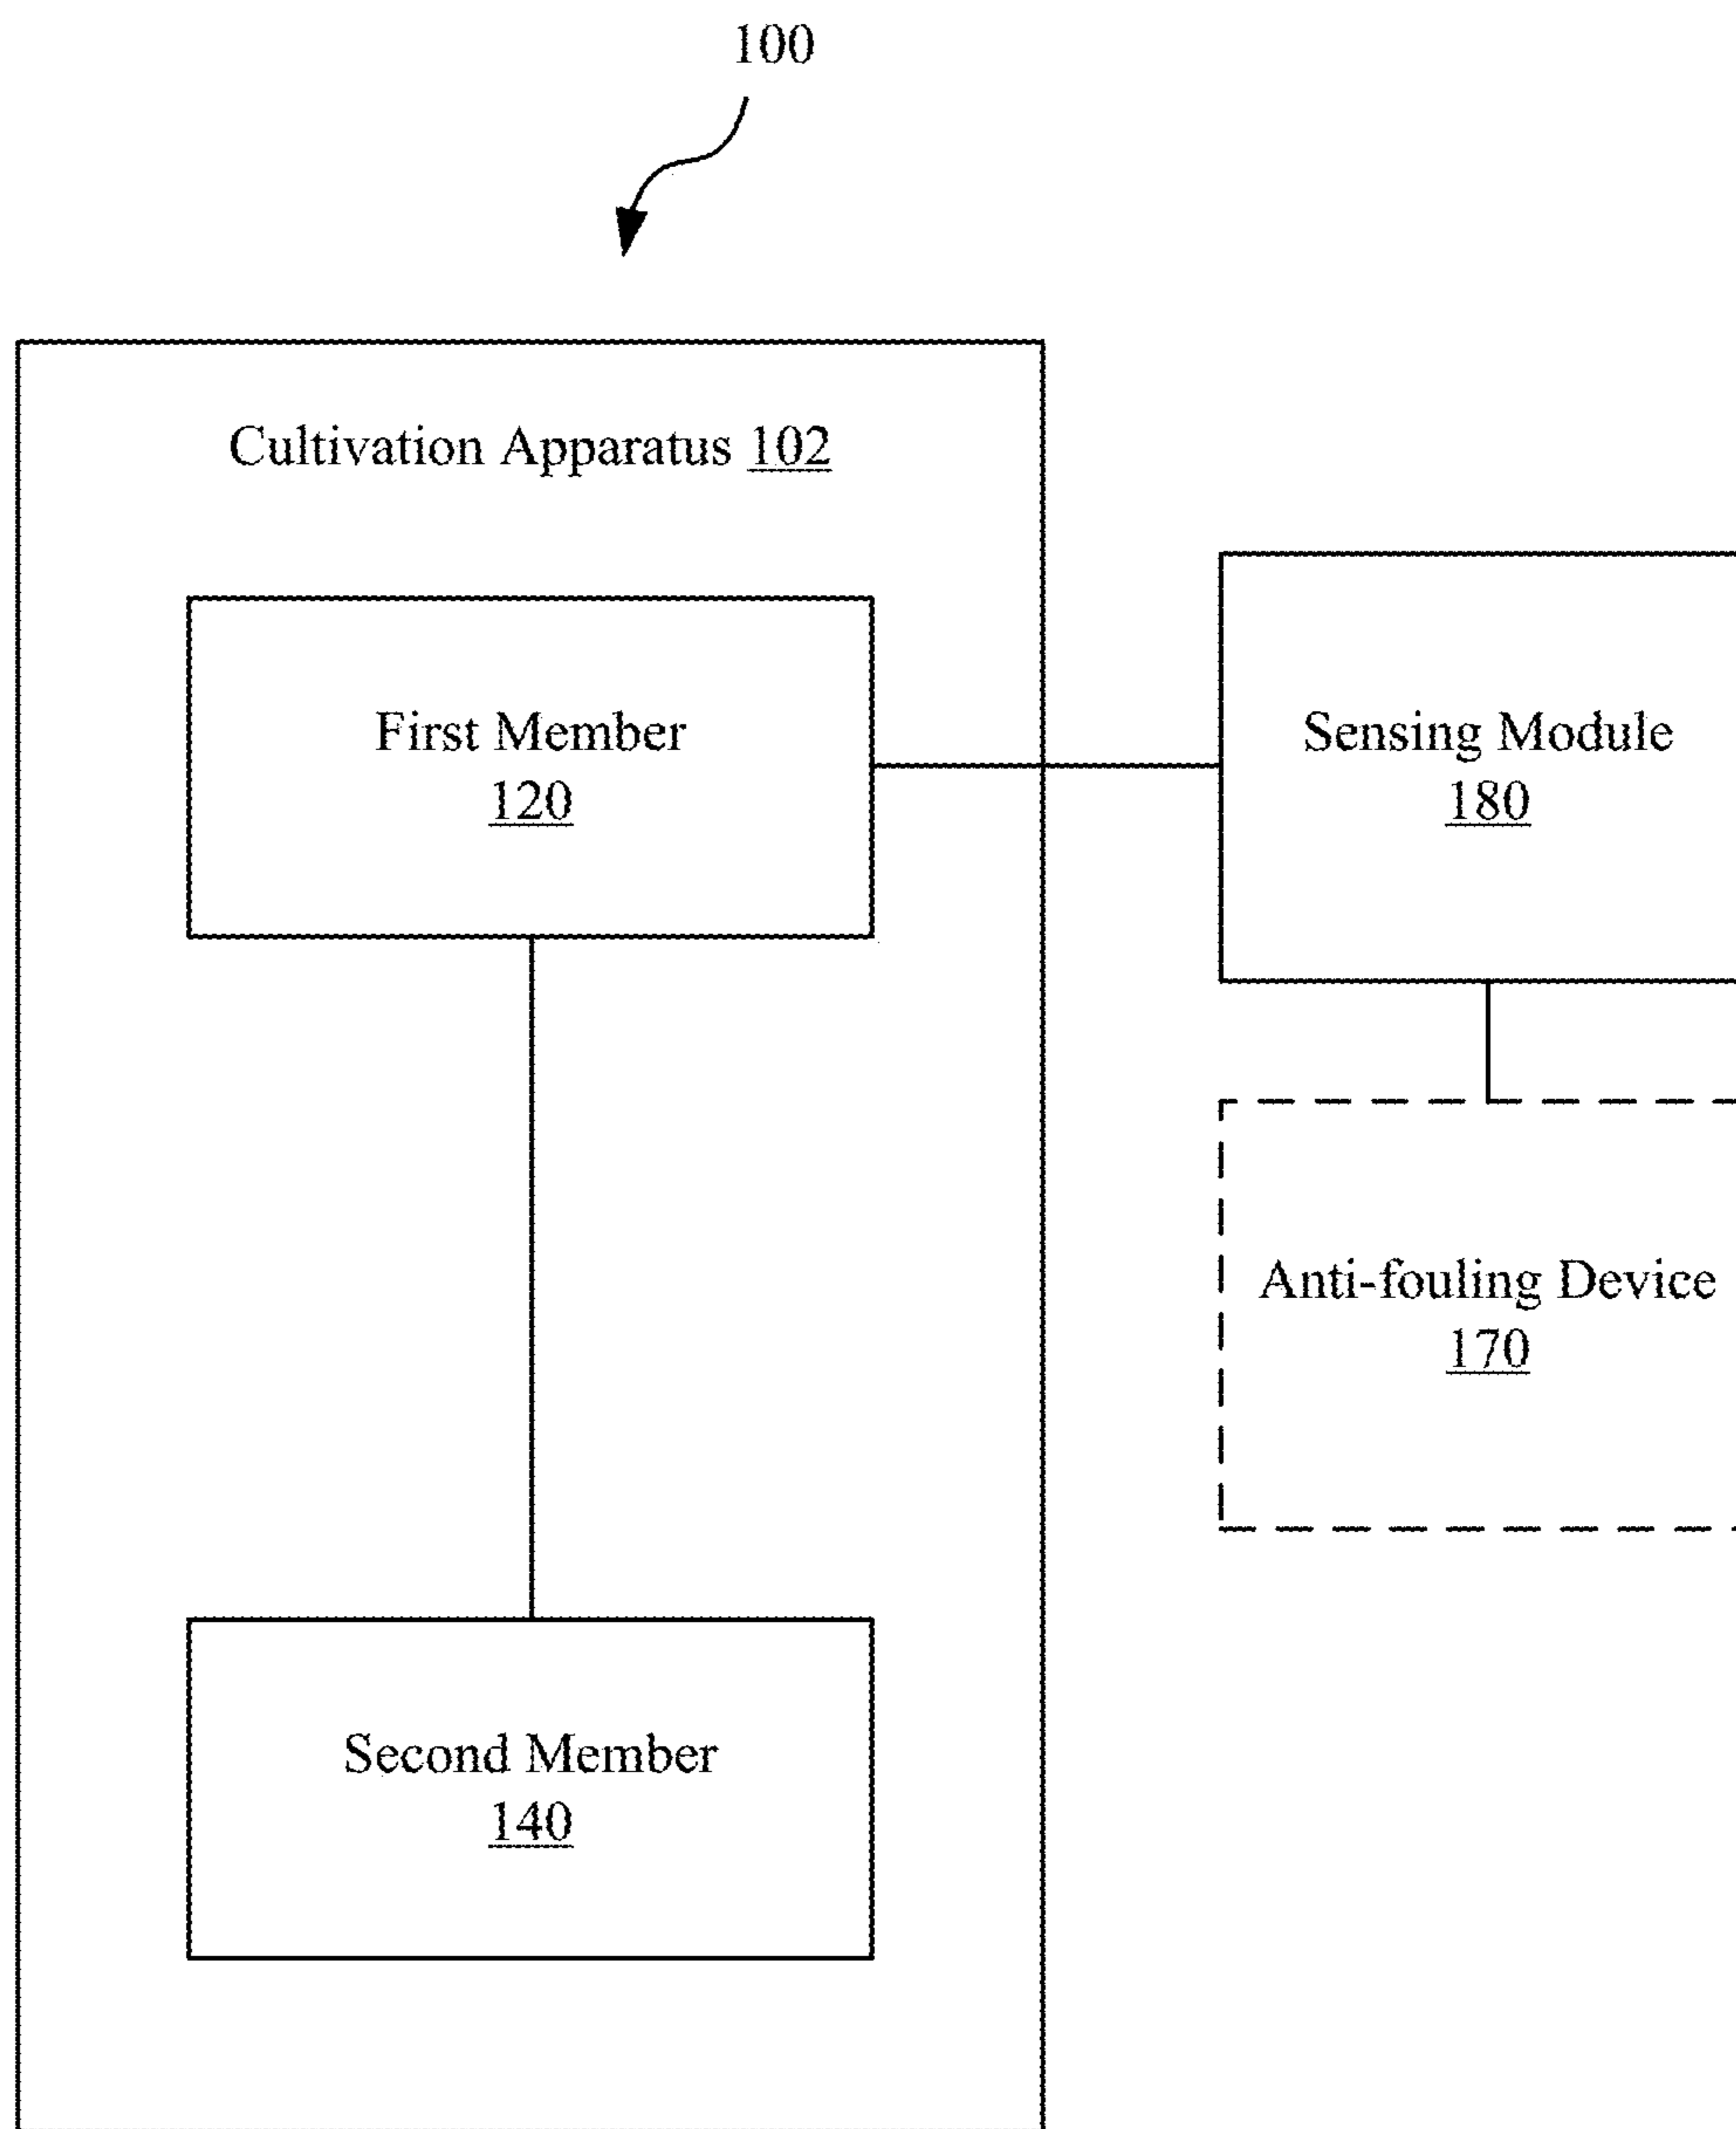 100
Cultivation Apparatus 102
First Member
120
Sensing Module
180
Anti-fouling Device
170
Second Member
140